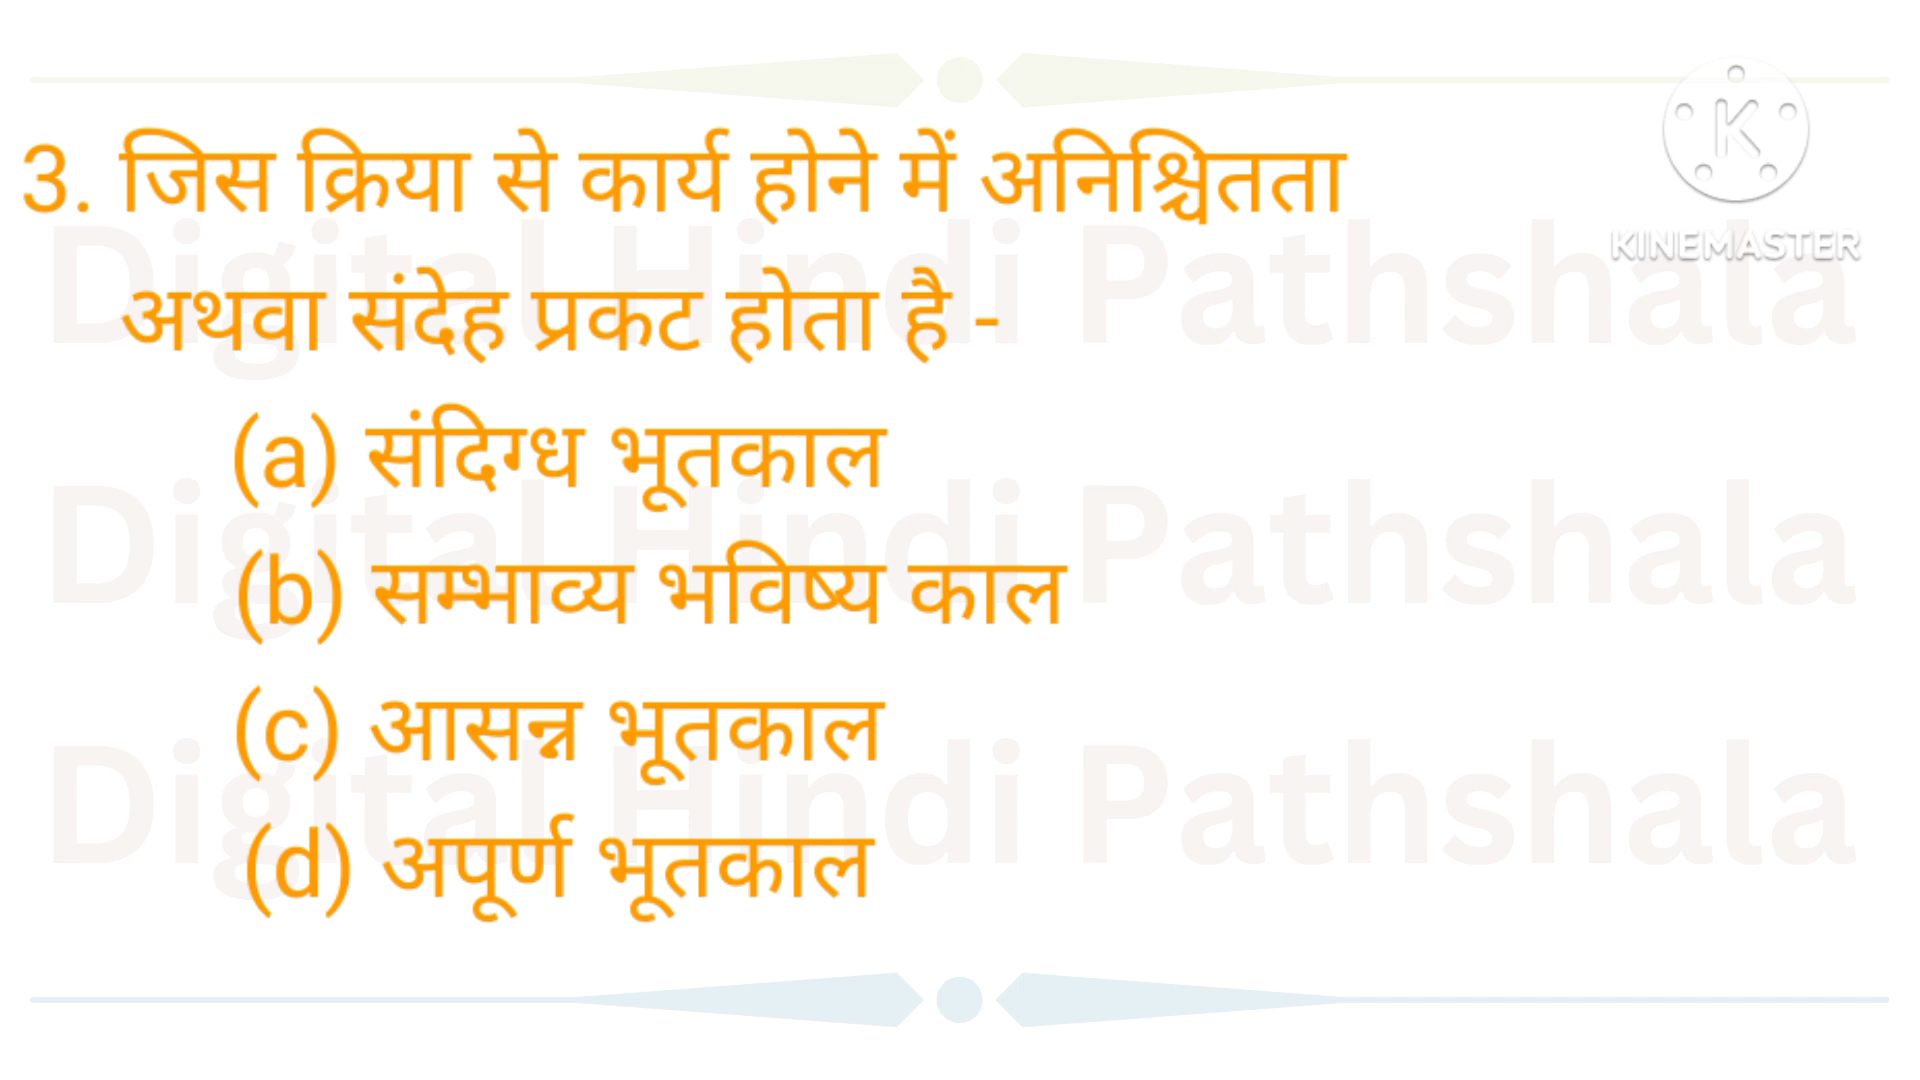 3. जिस क्रिया से कार्य होने में अनिश्चितता
अथवा संदेह प्रकट होता है -
(a) संदिग्ध भूतकाल
(b) सम्भाव्य भविष्य काल
(c) आसन्न भूतकाल
(d) अपूर्ण भूतकाल
K
KINEMASTER
Digital Hindi Pathshala
Digital Hindi Pathshala
Digital Hindi Pathshala